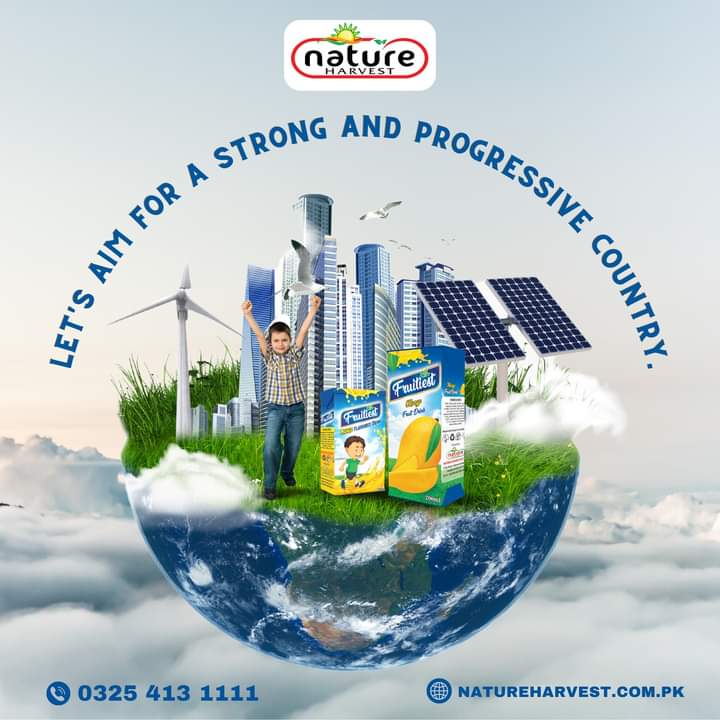 nature
HARVEST
LET'S AIM FOR A STRONG AND PROGRESSIVE COUNTRY.
Fruitiest
Fruitiest
Mango
Fruit Drink
nature
0325 413 1111
NATUREHARVEST.COM.PK